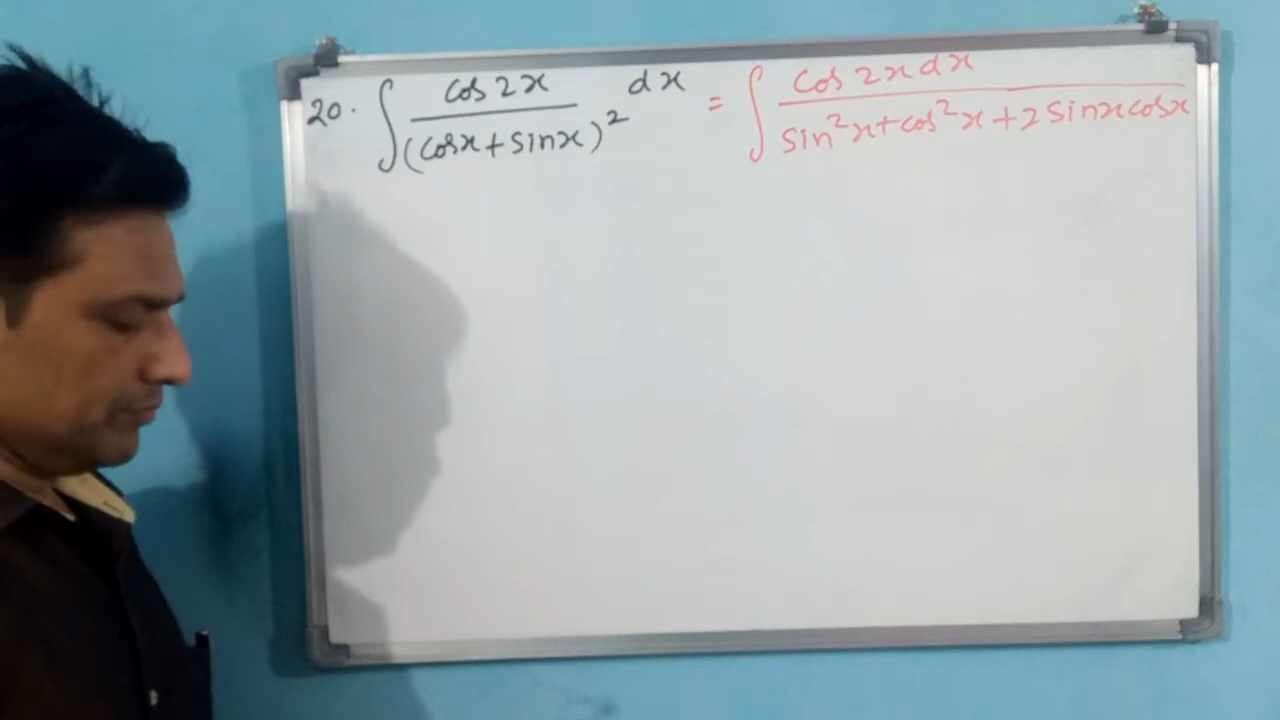 20. ∫ cos 2x / (cosx + sinx)² dx = ∫ cos 2x dx / sin²x + cos²x + 2 sinx cosx